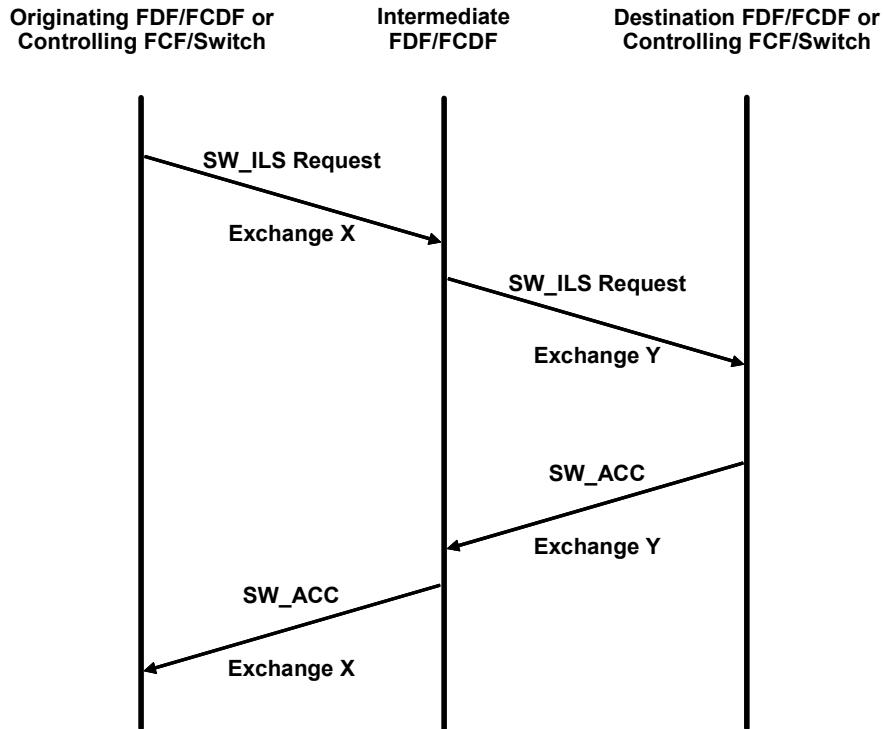 Originating FDF/FCDF or
Controlling FCF/Switch
Intermediate
FDF/FCDF
Destination FDF/FCDF or
Controlling FCF/Switch
SW_ILS Request
Exchange X
SW_ILS Request
Exchange Y
SW_ACC
Exchange Y
SW_ACC
Exchange X